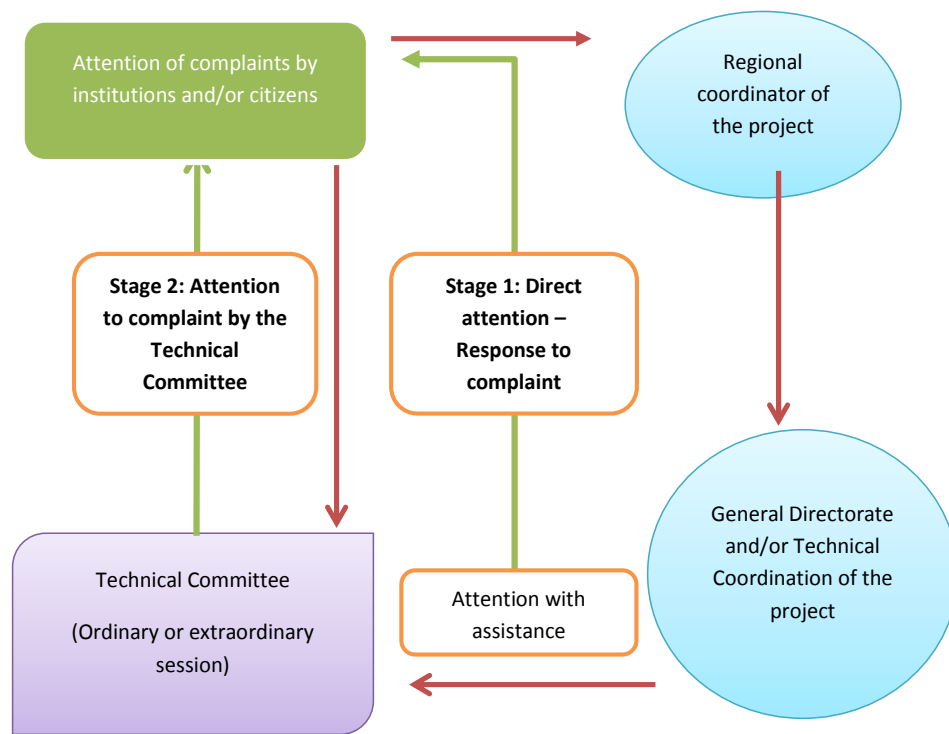 Attention of complaints by
institutions and/or citizens
Regional
coordinator of
the project
Stage 2: Attention
to complaint by the
Technical
Committee
Stage 1: Direct
attention –
Response to
complaint
Technical Committee
(Ordinary or extraordinary
session)
Attention with
assistance
General Directorate
and/or Technical
Coordination of the
project